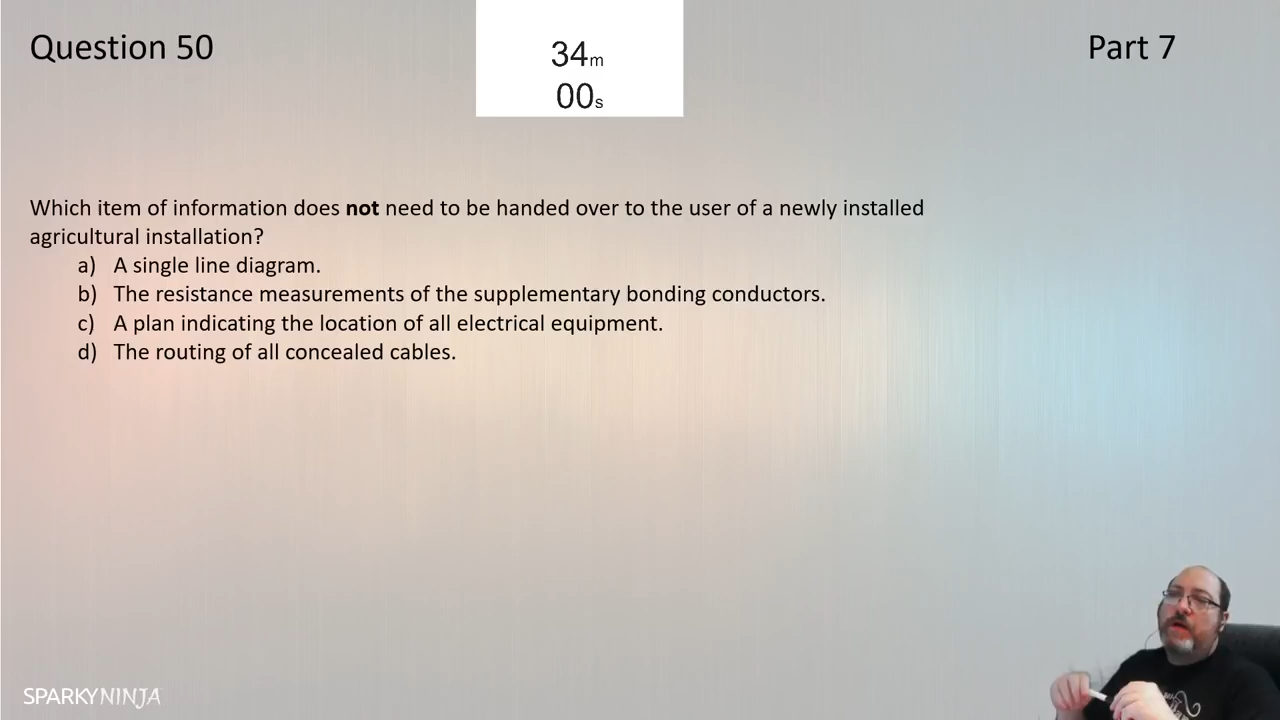 Question 50
34m
00s
Part 7
Which item of information does not need to be handed over to the user of a newly installed
agricultural installation?
a) A single line diagram.
b) The resistance measurements of the supplementary bonding conductors.
c) A plan indicating the location of all electrical equipment.
d) The routing of all concealed cables.
SPARKYNINJA